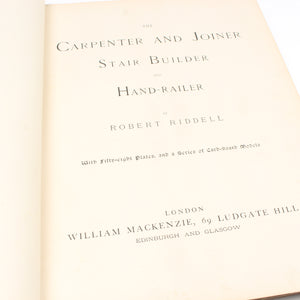 THE
CARPENTER AND JOINER
STAIR BUILDER
AND
HAND-RAILER
BY
ROBERT RIDDELL
With Fifty-eight Plates, and a Series of Card-board Models
LONDON
WILLIAM MACKENZIE, 69 LUDGATE HILL
EDINBURGH AND GLASGOW